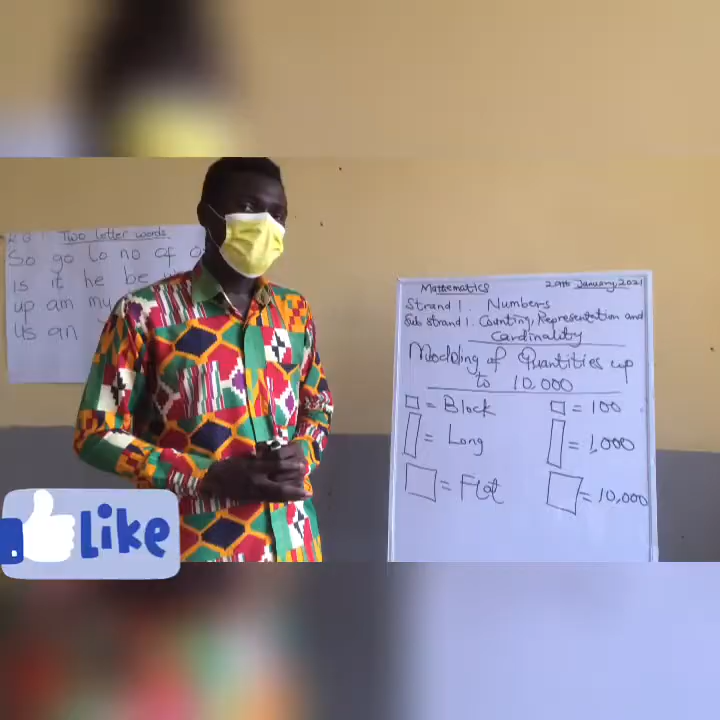 Two letter words
So go lo no of
is it he be
up am my
us an
Mathematics 29th January, 2021
Strand 1. Numbers
Sub strand 1. Counting, Representation and
Cardinality
Modeling of Quantities up
to 10,000
= Block = 100
= Long = 1,000
= Flat = 10,000
Like